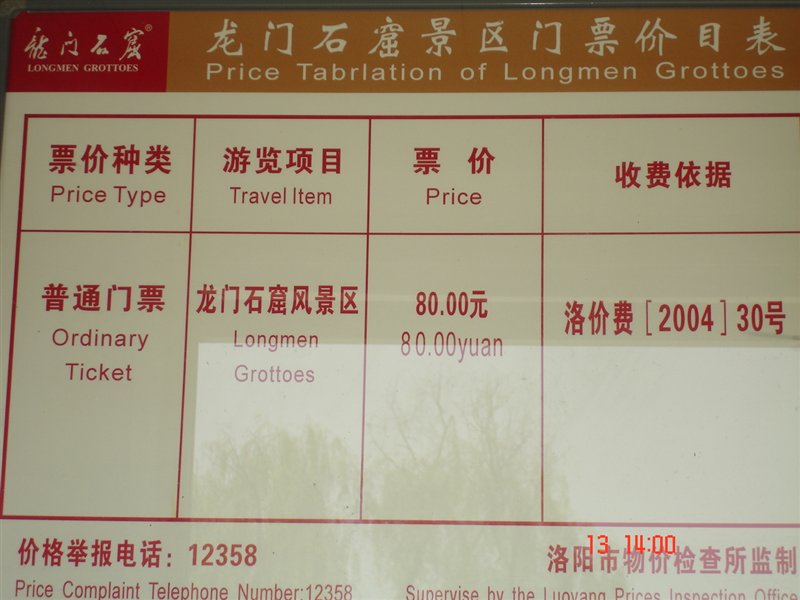 龙门石窟®
LONGMEN GROTTOES
龙门石窟景区门票价目表
Price Tabrlation of Longmen Grottoes
票价种类
Price Type
游览项目
Travel Item
票 价
Price
收费依据
普通门票
Ordinary
Ticket
龙门石窟风景区
Longmen
Grottoes
80.00元
80.00yuan
洛价费［2004］30号
价格举报电话：12358
洛阳市物价检查所监制
13 14:00
Price Complaint Telephone Number:12358
Supervise by the Luoyang Prices Inspection Office